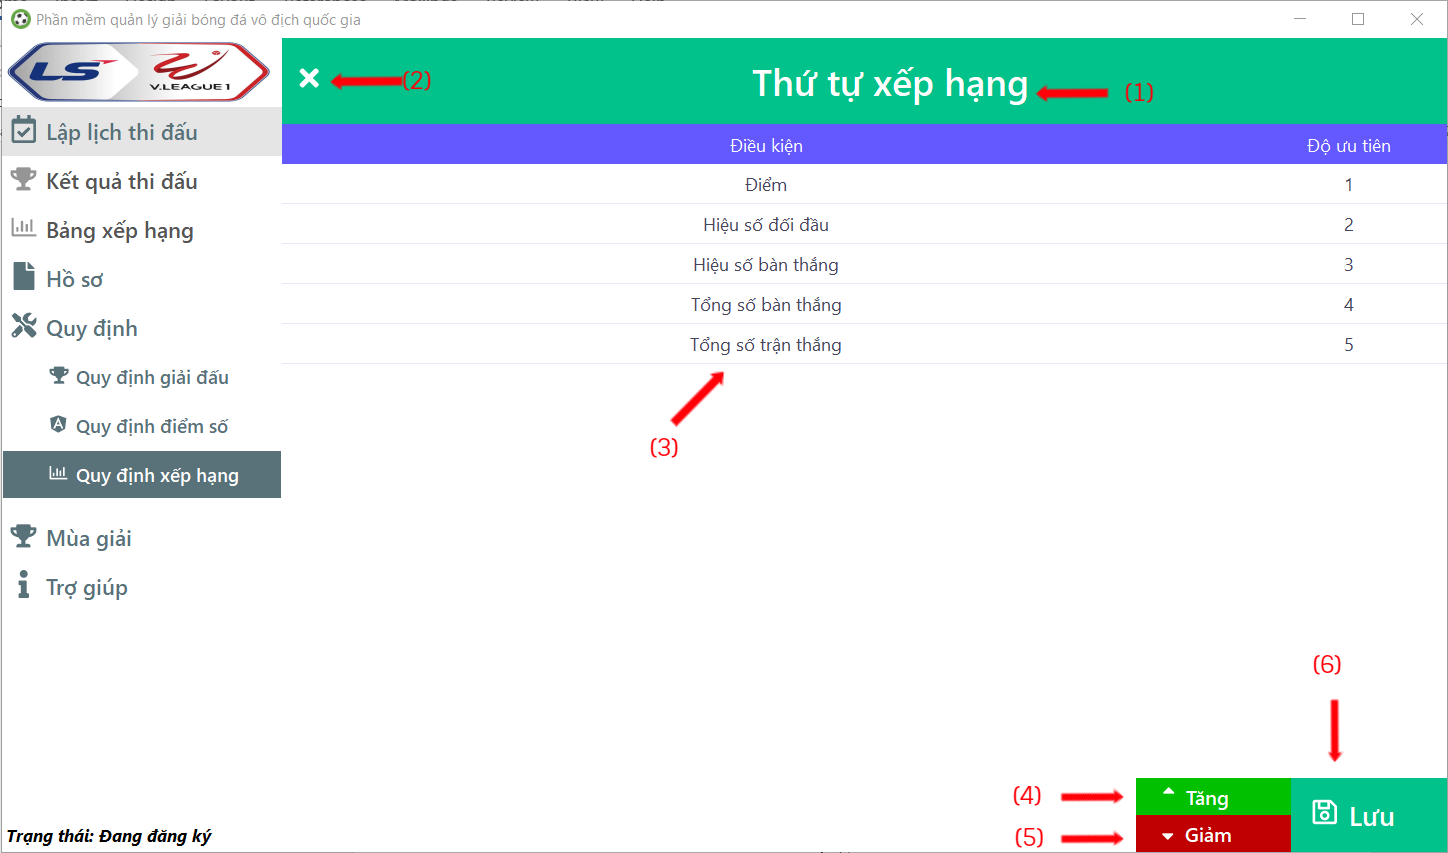 Phần mềm quản lý giải bóng đá vô địch quốc gia
LS V.LEAGUE 1
Lập lịch thi đấu
Kết quả thi đấu
Bảng xếp hạng
Hồ sơ
Quy định
Quy định giải đấu
Quy định điểm số
Quy định xếp hạng
Mùa giải
Trợ giúp
Trạng thái: Đang đăng ký
(2) Thứ tự xếp hạng (1)
Điều kiện Độ ưu tiên
Điểm 1
Hiệu số đối đầu 2
Hiệu số bàn thắng 3
Tổng số bàn thắng 4
Tổng số trận thắng 5
(3)
(6)
(4) Tăng
(5) Giảm
Lưu